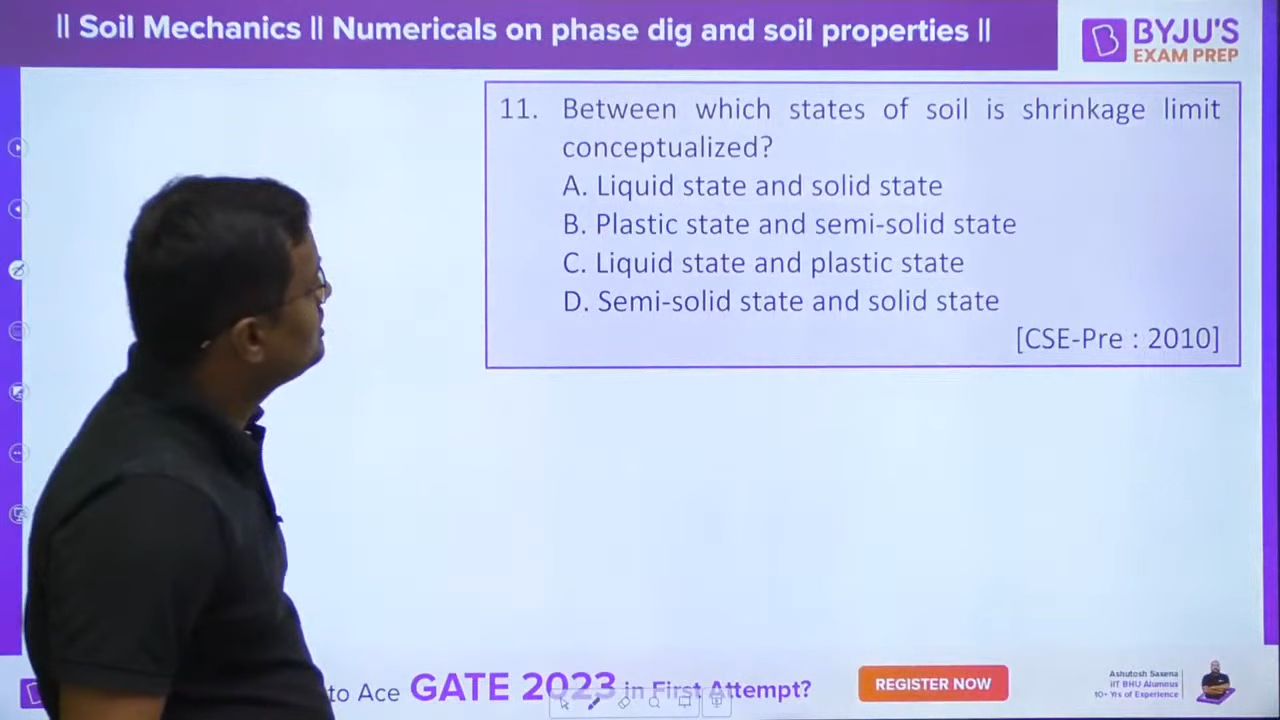 || Soil Mechanics || Numericals on phase dig and soil properties ||
BYJU'S
EXAM PREP
11. Between which states of soil is shrinkage limit
conceptualized?
A. Liquid state and solid state
B. Plastic state and semi-solid state
C. Liquid state and plastic state
D. Semi-solid state and solid state
[CSE-Pre : 2010]
to Ace GATE 2023 in First Attempt?
REGISTER NOW
Ashutosh Saxena
IIT BHU Alumnus
10+ Yrs of Experience